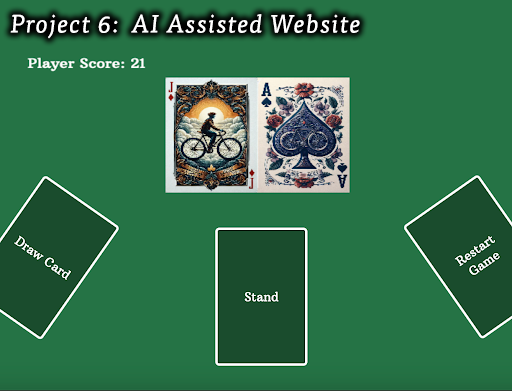 Project 6: AI Assisted Website
Player Score: 21
J
A
J
A
Draw Card
Stand
Restart
Game